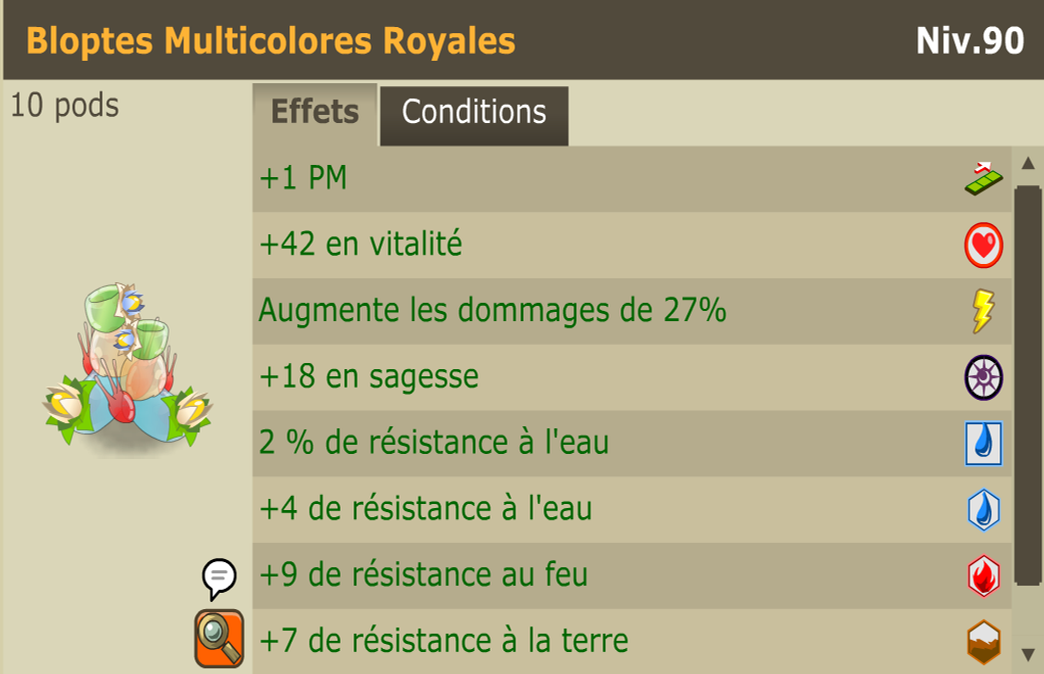 Bloptes Multicolores Royales Niv.90
10 pods
Effets Conditions
+1 PM
+42 en vitalité
Augmente les dommages de 27%
+18 en sagesse
2 % de résistance à l'eau
+4 de résistance à l'eau
+9 de résistance au feu
+7 de résistance à la terre